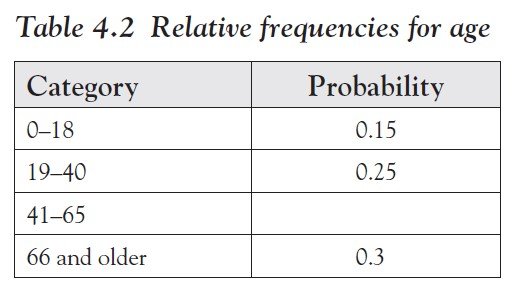 Table 4.2 Relative frequencies for age
Category Probability
0–18 0.15
19–40 0.25
41–65
66 and older 0.3